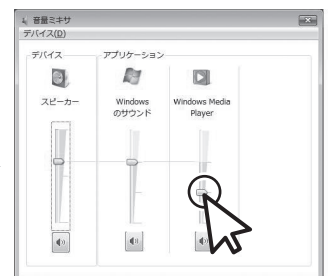 音量ミキサ
デバイス(D)
デバイス
アプリケーション
スピーカー
Windows
のサウンド
Windows Media
Player